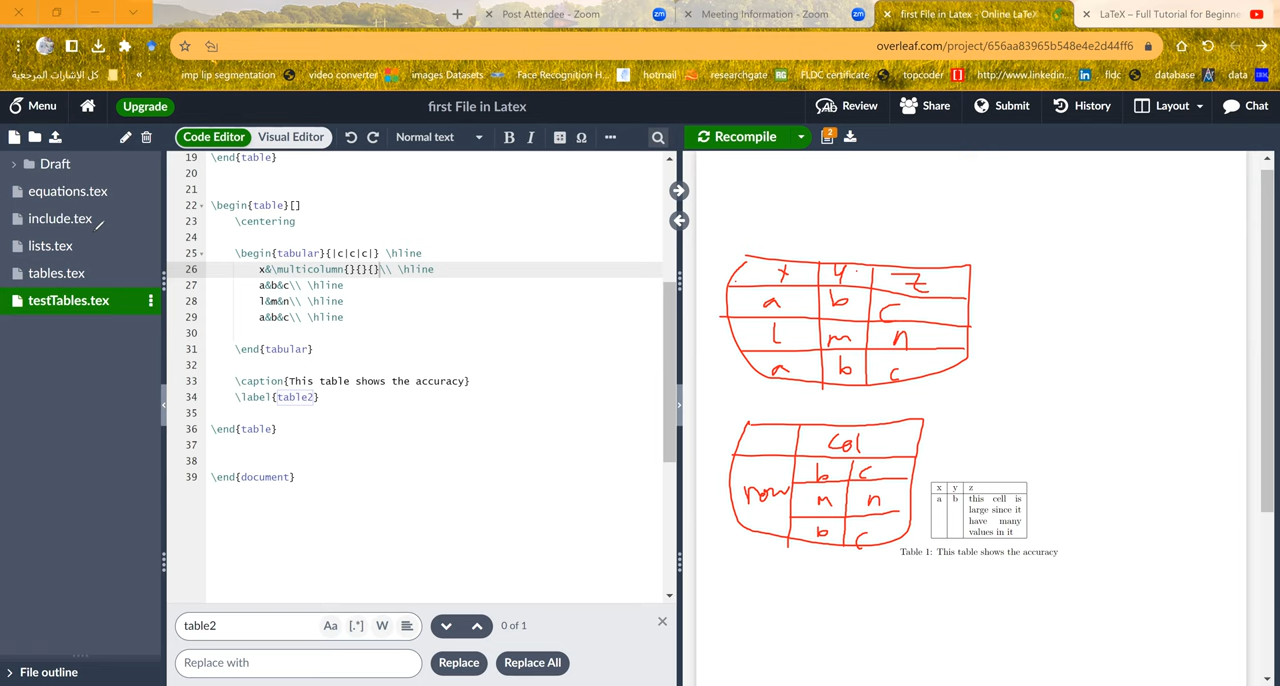 Post Attendee - Zoom
Meeting Information - Zoom
first File in Latex - Online LaTeX
LaTeX – Full Tutorial for Beginne
overleaf.com/project/656aa83965b548e4e2d44ff6
كل الإشارات المرجعية
»
imp lip segmentation
video converter
images Datasets
Face Recognition H...
hotmail
researchgate
FLDC certificate
topcoder
http://www.linkedin...
fldc
database
data
Menu
Upgrade
first File in Latex
Review
Share
Submit
History
Layout
Chat
Code Editor
Visual Editor
Normal text
B
I
Ω
Recompile
2
Draft
equations.tex
include.tex
lists.tex
tables.tex
testTables.tex
File outline
19 \end{table}
20
21
22 \begin{table}[]
23 \centering
24
25 \begin{tabular}{|c|c|c|} \hline
26 x&\multicolumn{}{}{}\\ \hline
27 a&b&c\\ \hline
28 l&m&n\\ \hline
29 a&b&c\\ \hline
30
31 \end{tabular}
32
33 \caption{This table shows the accuracy}
34 \label{table2}
35
36 \end{table}
37
38
39 \end{document}
table2
Aa
[.*]
W
0 of 1
Replace with
Replace
Replace All
x y z
a b c
l m n
a b c
Col
b c
row m n
b c
x y z
a b this cell is
large since it
have many
values in it
Table 1: This table shows the accuracy